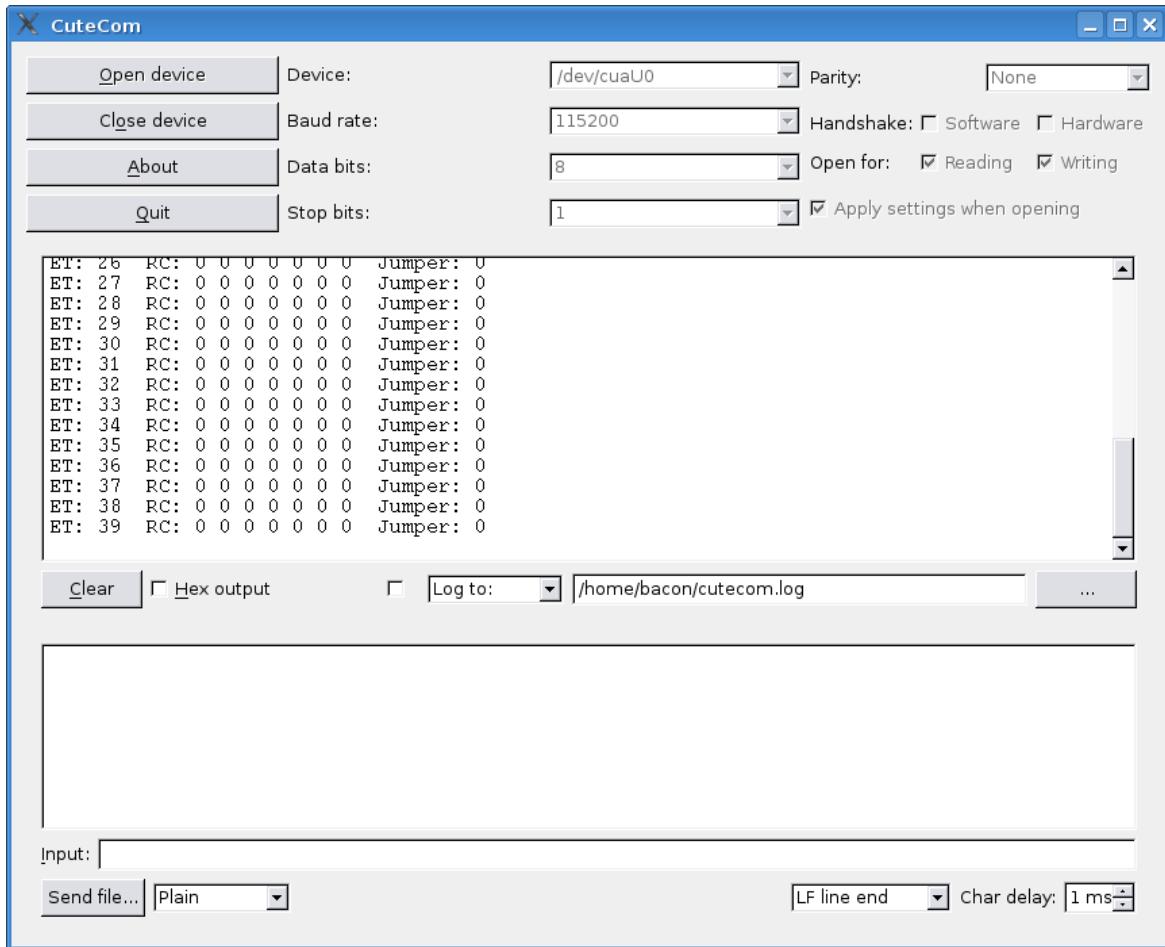 CuteCom
Open device Device: /dev/cuaU0 Parity: None
Close device Baud rate: 115200 Handshake: Software Hardware
About Data bits: 8 Open for: Reading Writing
Quit Stop bits: 1 Apply settings when opening
ET: 26 RC: 0 0 0 0 0 0 0 Jumper: 0
ET: 27 RC: 0 0 0 0 0 0 0 Jumper: 0
ET: 28 RC: 0 0 0 0 0 0 0 Jumper: 0
ET: 29 RC: 0 0 0 0 0 0 0 Jumper: 0
ET: 30 RC: 0 0 0 0 0 0 0 Jumper: 0
ET: 31 RC: 0 0 0 0 0 0 0 Jumper: 0
ET: 32 RC: 0 0 0 0 0 0 0 Jumper: 0
ET: 33 RC: 0 0 0 0 0 0 0 Jumper: 0
ET: 34 RC: 0 0 0 0 0 0 0 Jumper: 0
ET: 35 RC: 0 0 0 0 0 0 0 Jumper: 0
ET: 36 RC: 0 0 0 0 0 0 0 Jumper: 0
ET: 37 RC: 0 0 0 0 0 0 0 Jumper: 0
ET: 38 RC: 0 0 0 0 0 0 0 Jumper: 0
ET: 39 RC: 0 0 0 0 0 0 0 Jumper: 0
Clear Hex output Log to: /home/bacon/cutecom.log ...
Input:
Send file... Plain LF line end Char delay: 1 ms